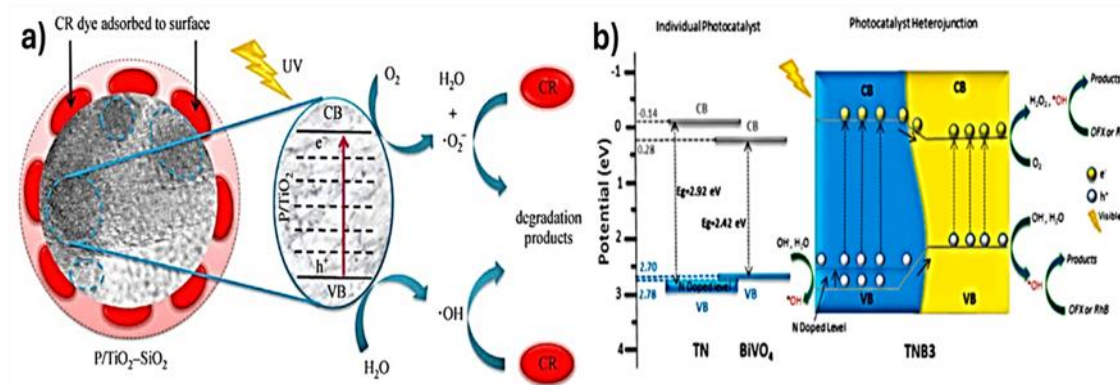 a)
CR dye adsorbed to surface
UV
O₂
H₂O
+
·O₂⁻
CR
CB
e⁻
P/TiO₂
h⁺
VB
degradation
products
·OH
H₂O
CR
P/TiO₂–SiO₂
b)
Individual Photocatalyst
Photocatalyst Heterojunction
Potential (eV)
-1
0
1
2
3
4
-0.14
0.28
CB
CB
Eg=2.92 eV
Eg=2.42 eV
2.70
2.78
N Doped level
VB
VB
TN
BiVO₄
CB
CB
OH⁻, H₂O
•OH
VB
VB
N Doped Level
TNB3
Products
H₂O₂, •OH
O₂
e⁻
h⁺
Visible
OH⁻, H₂O
Products
•OH
OFX or RhB